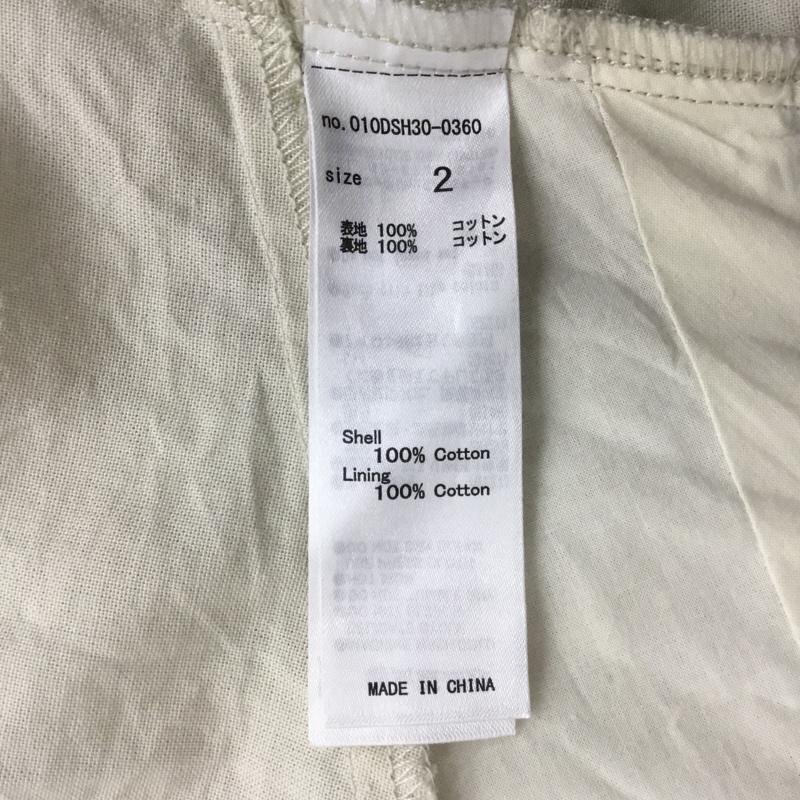 no.010DSH30-0360
size 2
表地 100% コットン
裏地 100% コットン
Shell
100% Cotton
Lining
100% Cotton
MADE IN CHINA